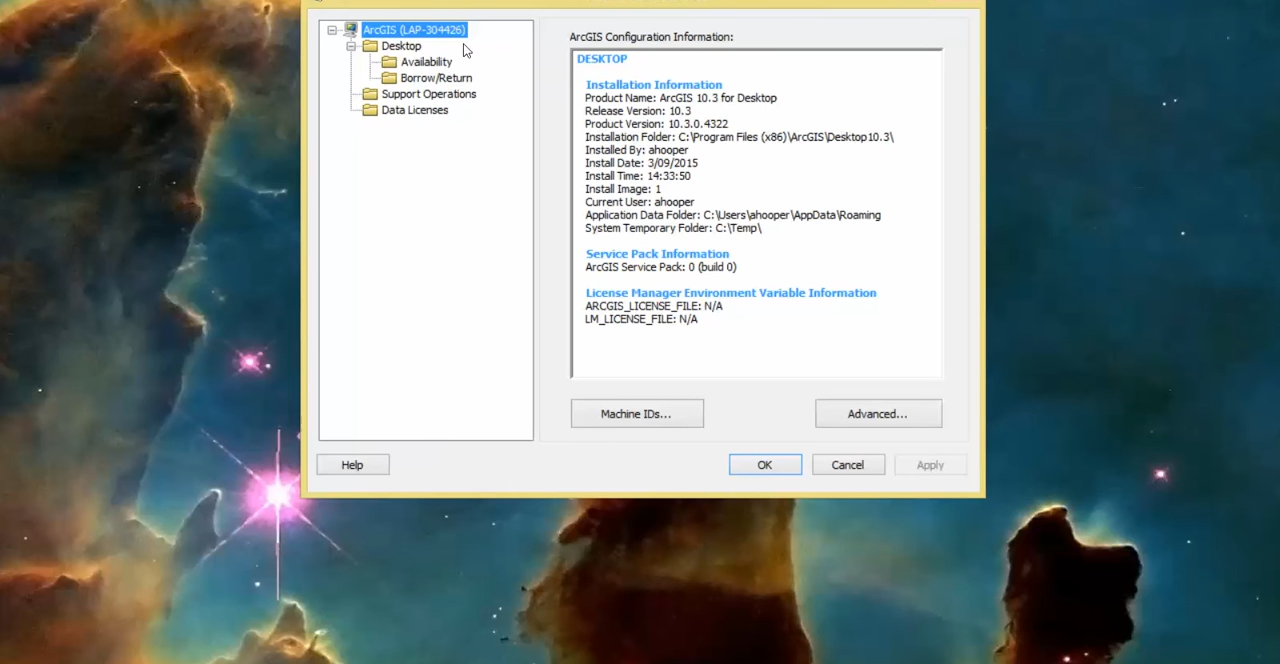 ArcGIS (LAP-304426)
Desktop
Availability
Borrow/Return
Support Operations
Data Licenses
ArcGIS Configuration Information:
DESKTOP
Installation Information
Product Name: ArcGIS 10.3 for Desktop
Release Version: 10.3
Product Version: 10.3.0.4322
Installation Folder: C:\Program Files (x86)\ArcGIS\Desktop10.3\
Installed By: ahooper
Install Date: 3/09/2015
Install Time: 14:33:50
Install Image: 1
Current User: ahooper
Application Data Folder: C:\Users\ahooper\AppData\Roaming
System Temporary Folder: C:\Temp\
Service Pack Information
ArcGIS Service Pack: 0 (build 0)
License Manager Environment Variable Information
ARCGIS_LICENSE_FILE: N/A
LM_LICENSE_FILE: N/A
Machine IDs...
Advanced...
Help
OK
Cancel
Apply